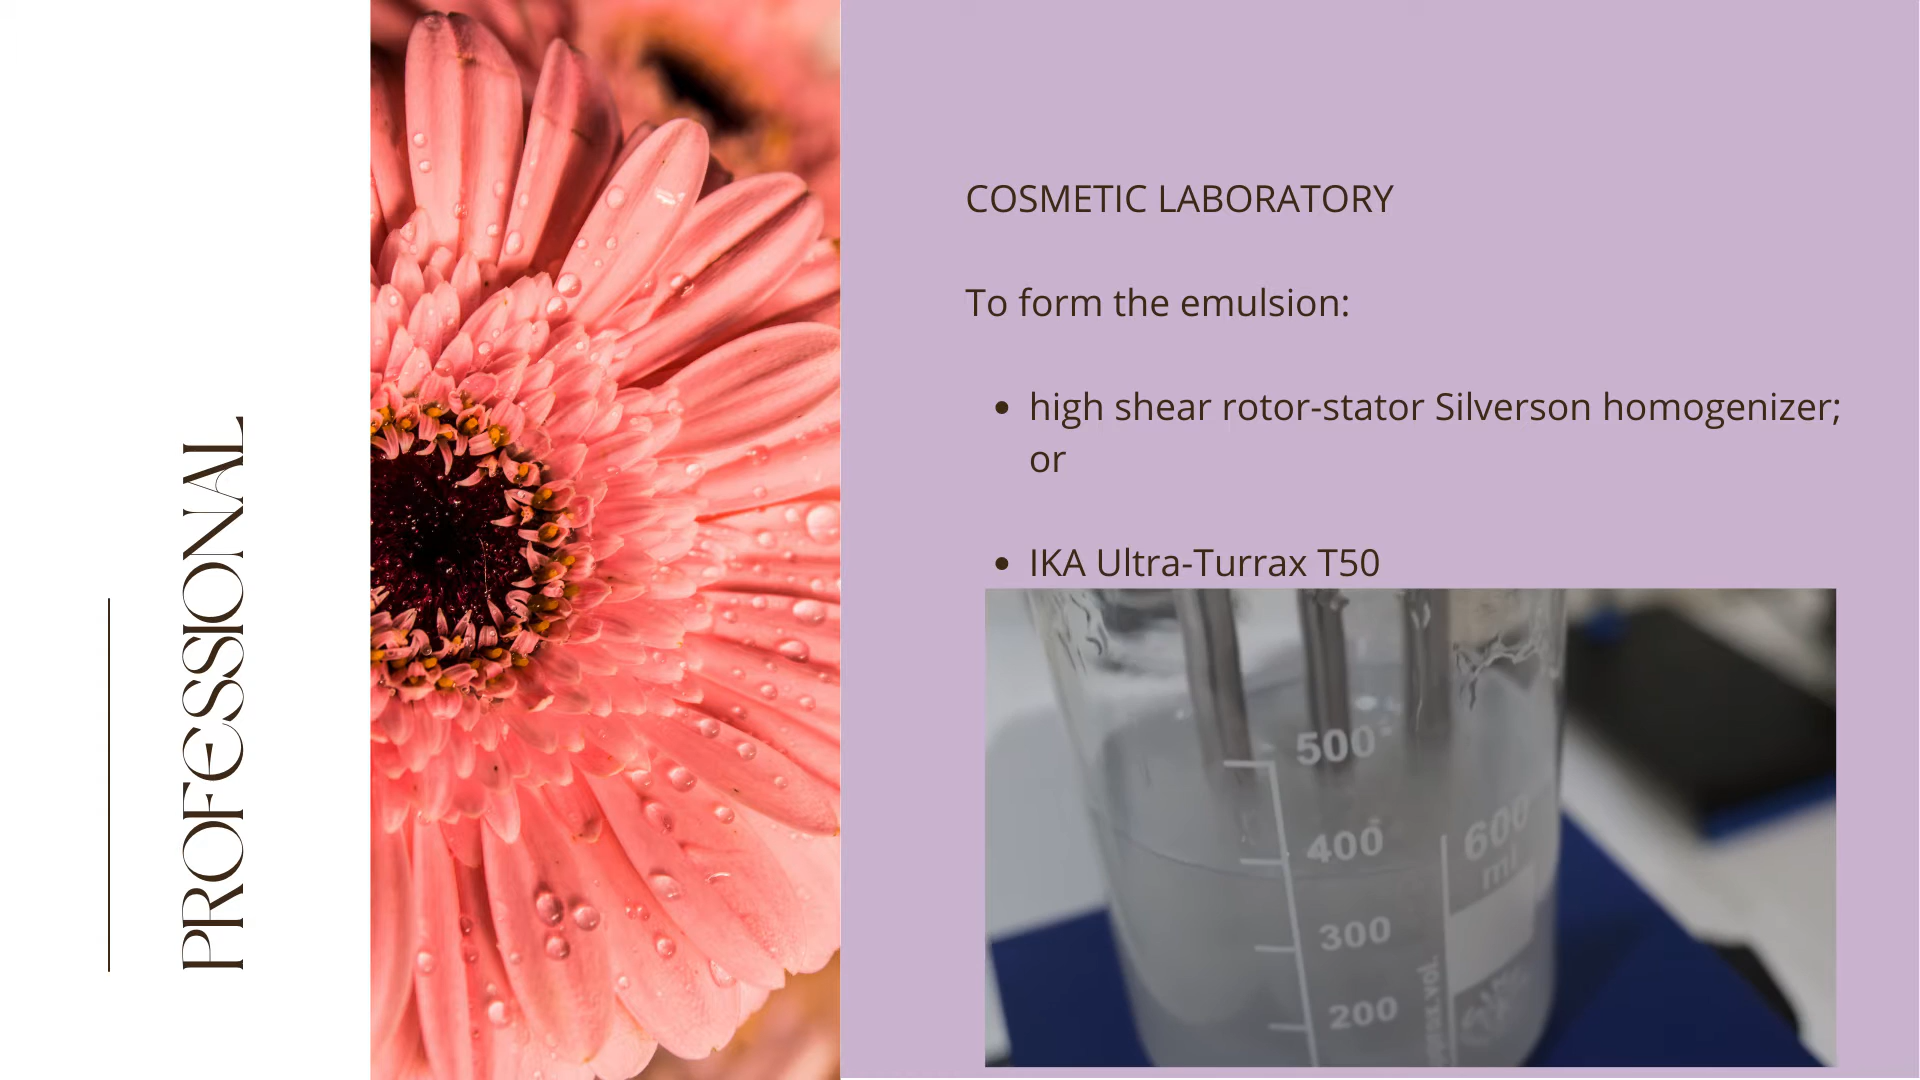 PROFESSIONAL
COSMETIC LABORATORY
To form the emulsion:
• high shear rotor-stator Silverson homogenizer;
or
• IKA Ultra-Turrax T50
500
400
600
ml
300
200